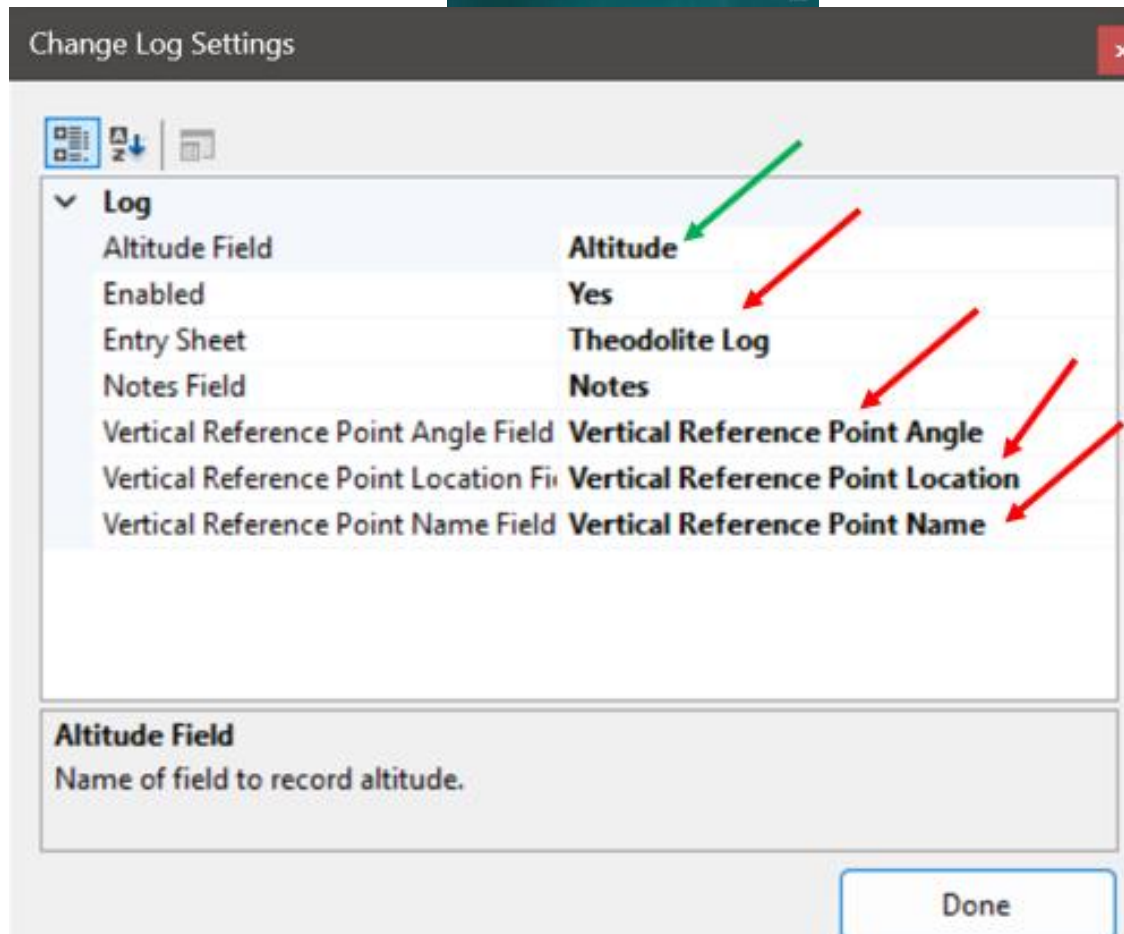 Change Log Settings
Log
Altitude Field Altitude
Enabled Yes
Entry Sheet Theodolite Log
Notes Field Notes
Vertical Reference Point Angle Field Vertical Reference Point Angle
Vertical Reference Point Location Fi Vertical Reference Point Location
Vertical Reference Point Name Field Vertical Reference Point Name
Altitude Field
Name of field to record altitude.
Done